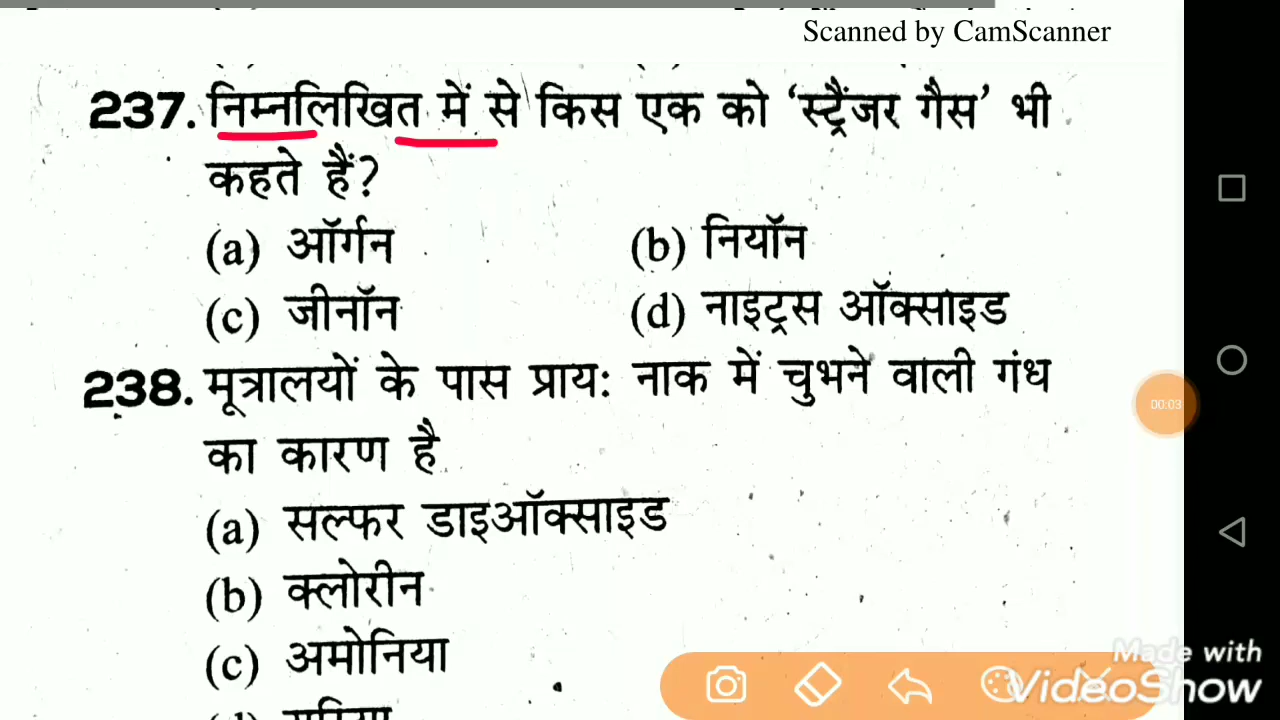 Scanned by CamScanner
237. निम्नलिखित में से किस एक को ‘स्ट्रैंजर गैस’ भी
कहते हैं?
(a) ऑर्गन (b) नियॉन
(c) जीनॉन (d) नाइट्रस ऑक्साइड
238. मूत्रालयों के पास प्राय: नाक में चुभने वाली गंध
का कारण है
00:03
(a) सल्फर डाइऑक्साइड
(b) क्लोरीन
(c) अमोनिया
Made with
VideoShow